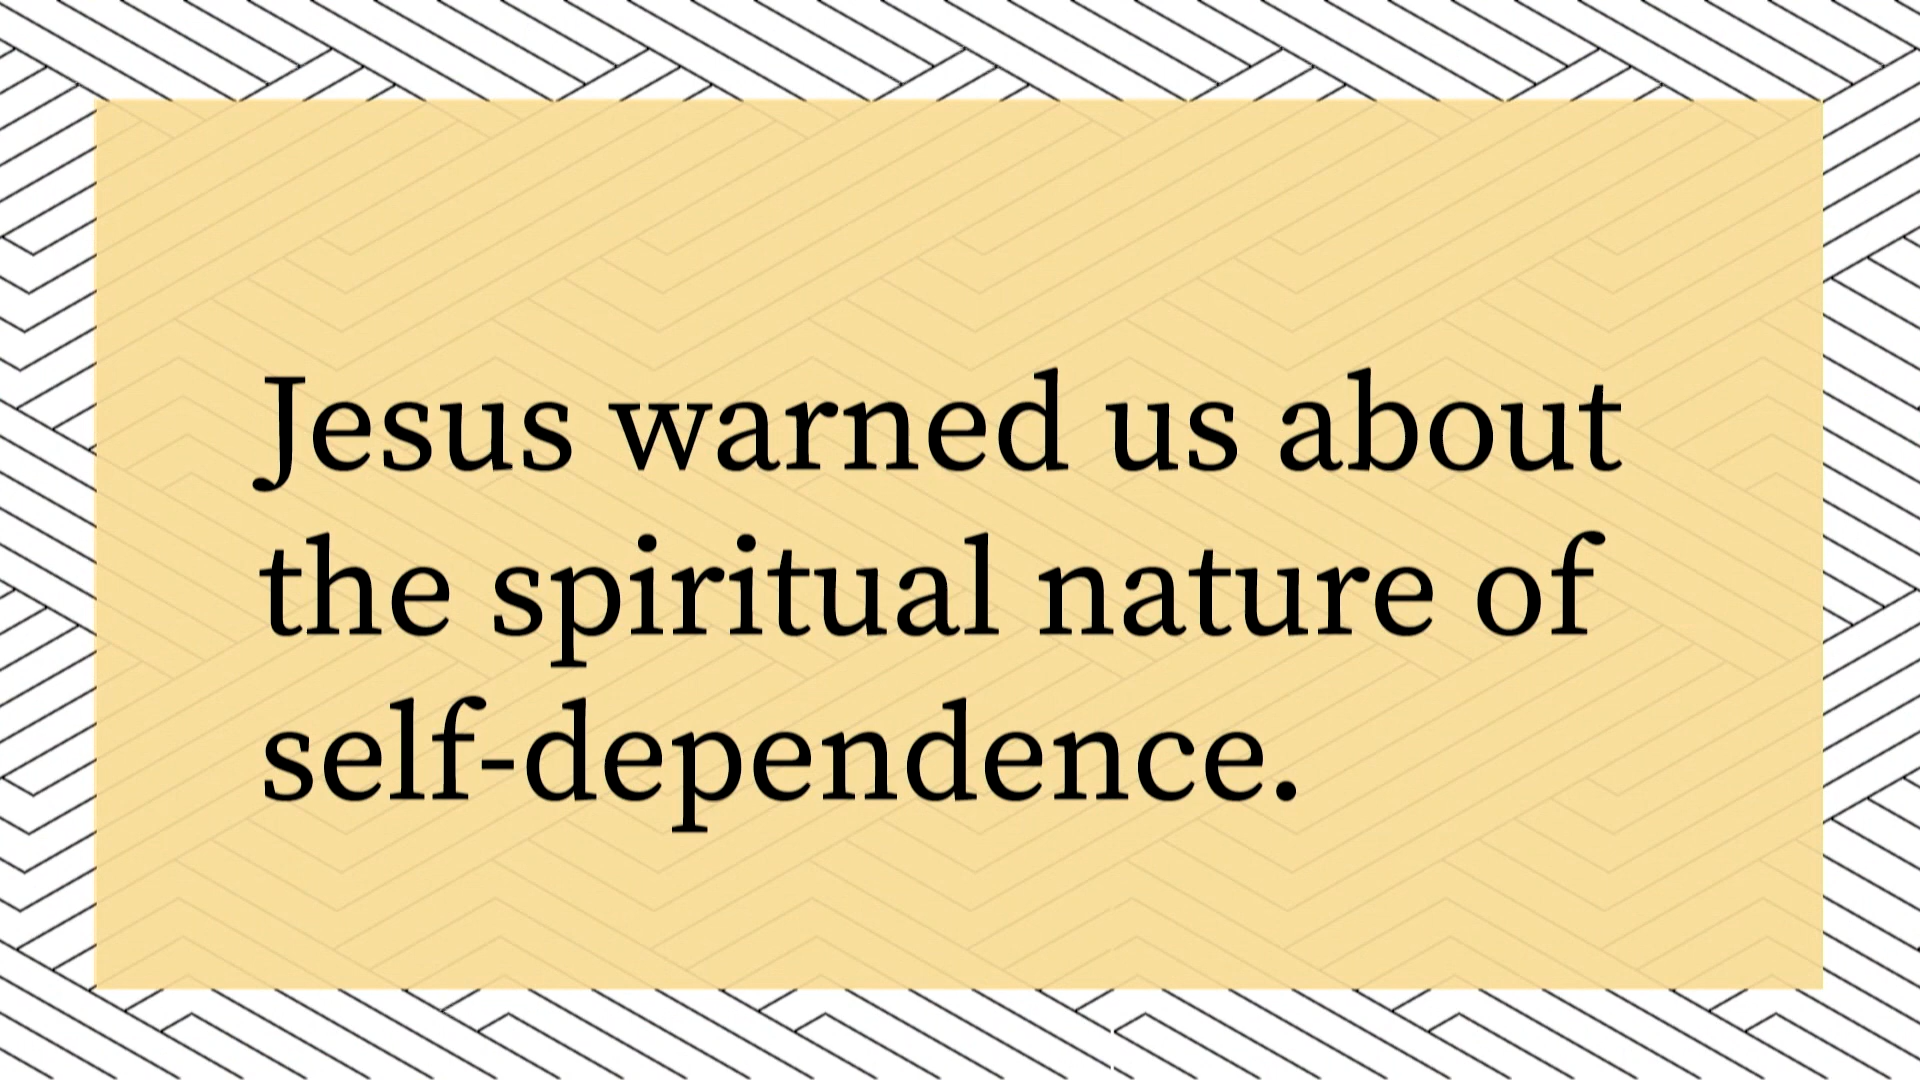 Jesus warned us about
the spiritual nature of
self-dependence.